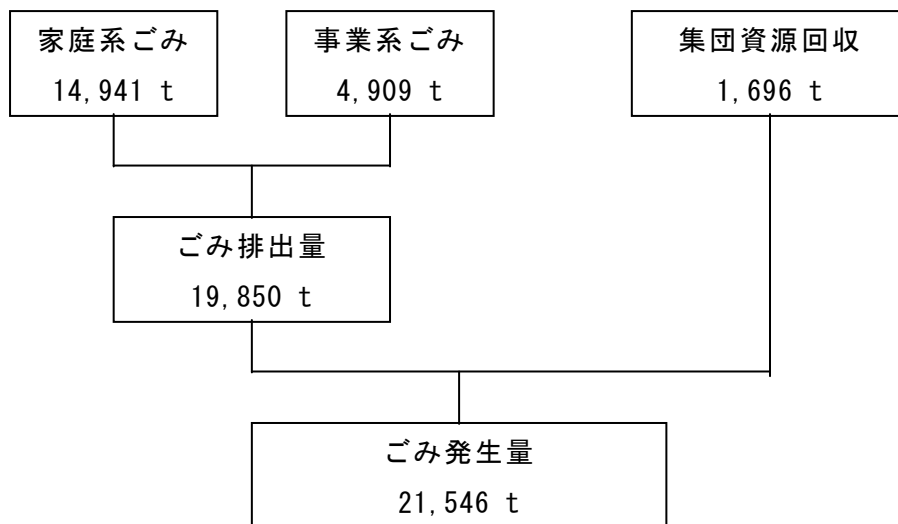 家庭系ごみ
14,941 t
事業系ごみ
4,909 t
集団資源回収
1,696 t
ごみ排出量
19,850 t
ごみ発生量
21,546 t